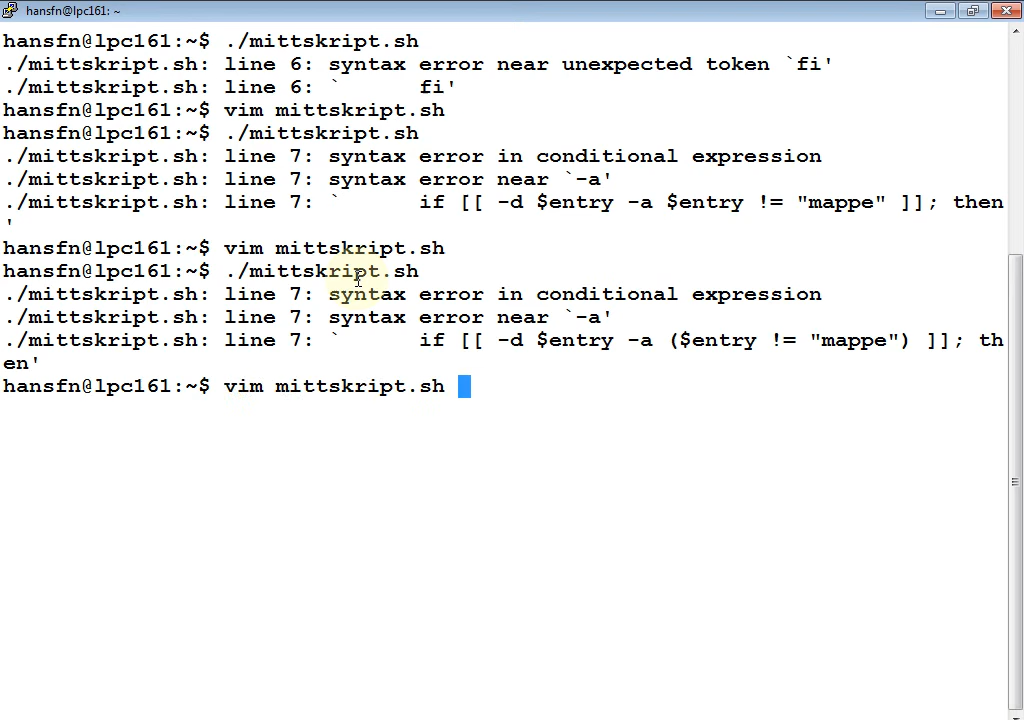 hansfn@lpc161: ~
hansfn@lpc161:~$ ./mittskript.sh
./mittskript.sh: line 6: syntax error near unexpected token `fi'
./mittskript.sh: line 6: `      fi'
hansfn@lpc161:~$ vim mittskript.sh
hansfn@lpc161:~$ ./mittskript.sh
./mittskript.sh: line 7: syntax error in conditional expression
./mittskript.sh: line 7: syntax error near `-a'
./mittskript.sh: line 7: `      if [[ -d $entry -a $entry != "mappe" ]]; then
'
hansfn@lpc161:~$ vim mittskript.sh
hansfn@lpc161:~$ ./mittskript.sh
./mittskript.sh: line 7: syntax error in conditional expression
./mittskript.sh: line 7: syntax error near `-a'
./mittskript.sh: line 7: `      if [[ -d $entry -a ($entry != "mappe") ]]; th
en'
hansfn@lpc161:~$ vim mittskript.sh